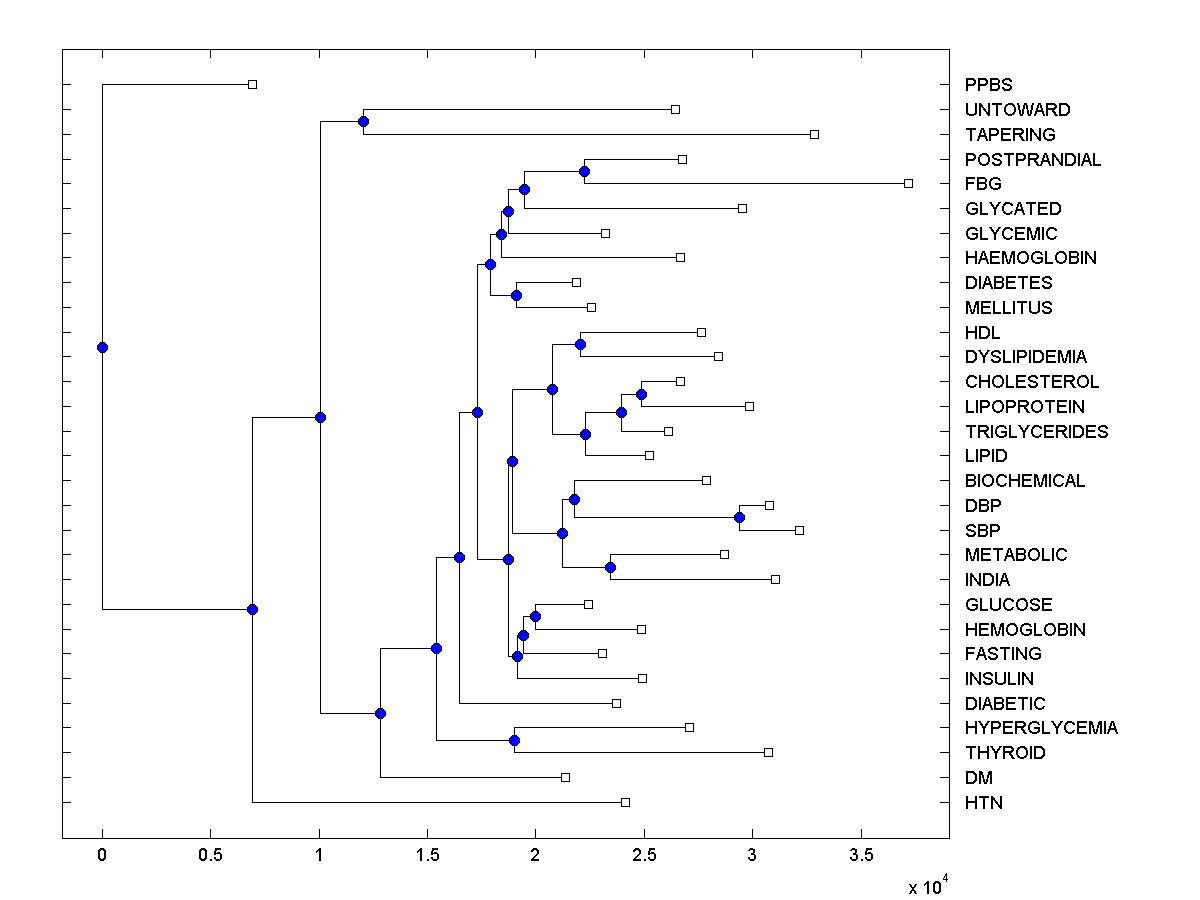 PPBS
UNTOWARD
TAPERING
POSTPRANDIAL
FBG
GLYCATED
GLYCEMIC
HAEMOGLOBIN
DIABETES
MELLITUS
HDL
DYSLIPIDEMIA
CHOLESTEROL
LIPOPROTEIN
TRIGLYCERIDES
LIPID
BIOCHEMICAL
DBP
SBP
METABOLIC
INDIA
GLUCOSE
HEMOGLOBIN
FASTING
INSULIN
DIABETIC
HYPERGLYCEMIA
THYROID
DM
HTN
0 0.5 1 1.5 2 2.5 3 3.5
x 10^4